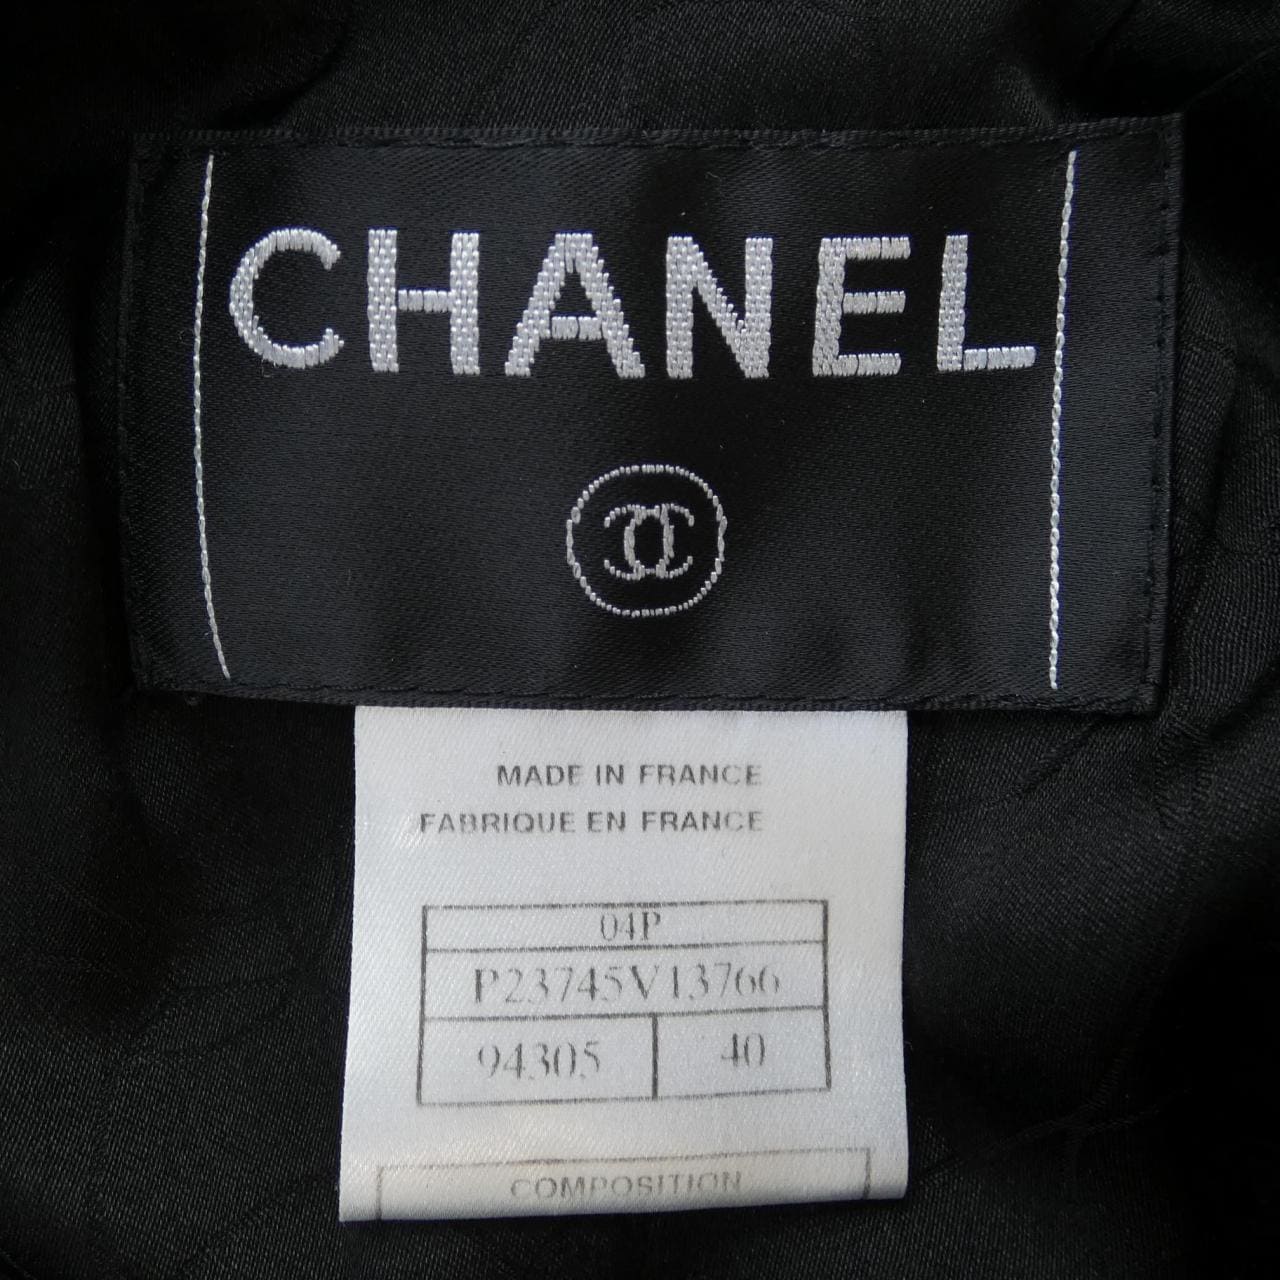 CHANEL
MADE IN FRANCE
FABRIQUE EN FRANCE
04P
P23745V13766
94305 40
COMPOSITION